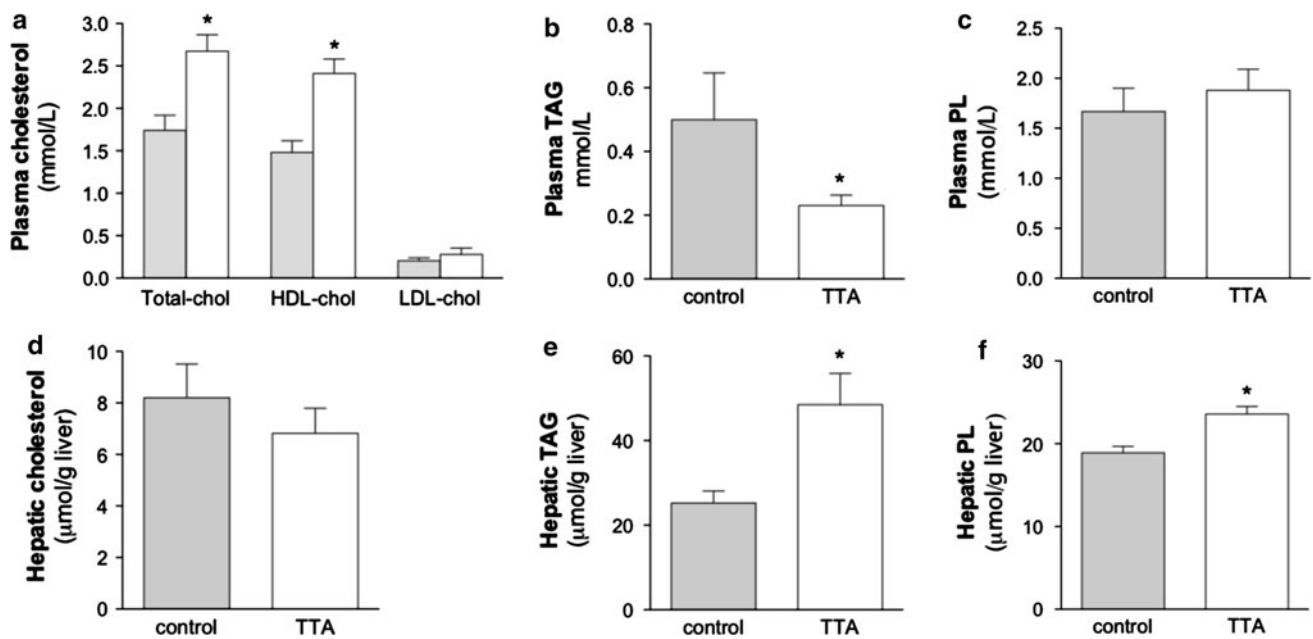 a
Plasma cholesterol
(mmol/L)
3.0
2.5
2.0
1.5
1.0
0.5
0.0
*
*
Total-chol HDL-chol LDL-chol
b
Plasma TAG
mmol/L
0.8
0.6
0.4
0.2
0.0
*
control TTA
c
Plasma PL
(mmol/L)
2.5
2.0
1.5
1.0
0.5
0.0
control TTA
d
Hepatic cholesterol
(μmol/g liver)
10
8
6
4
2
0
control TTA
e
Hepatic TAG
(μmol/g liver)
60
40
20
0
*
control TTA
f
Hepatic PL
(μmol/g liver)
30
20
10
0
*
control TTA